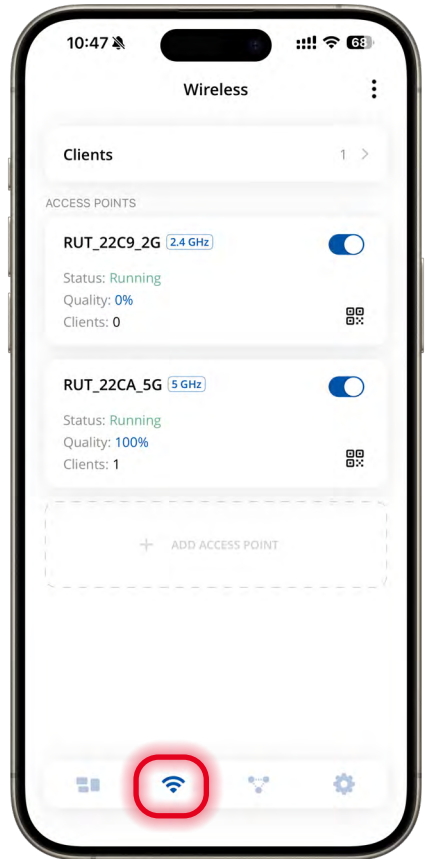 10:47
68
Wireless
Clients 1
ACCESS POINTS
RUT_22C9_2G 2.4 GHz
Status: Running
Quality: 0%
Clients: 0
RUT_22CA_5G 5 GHz
Status: Running
Quality: 100%
Clients: 1
+ ADD ACCESS POINT